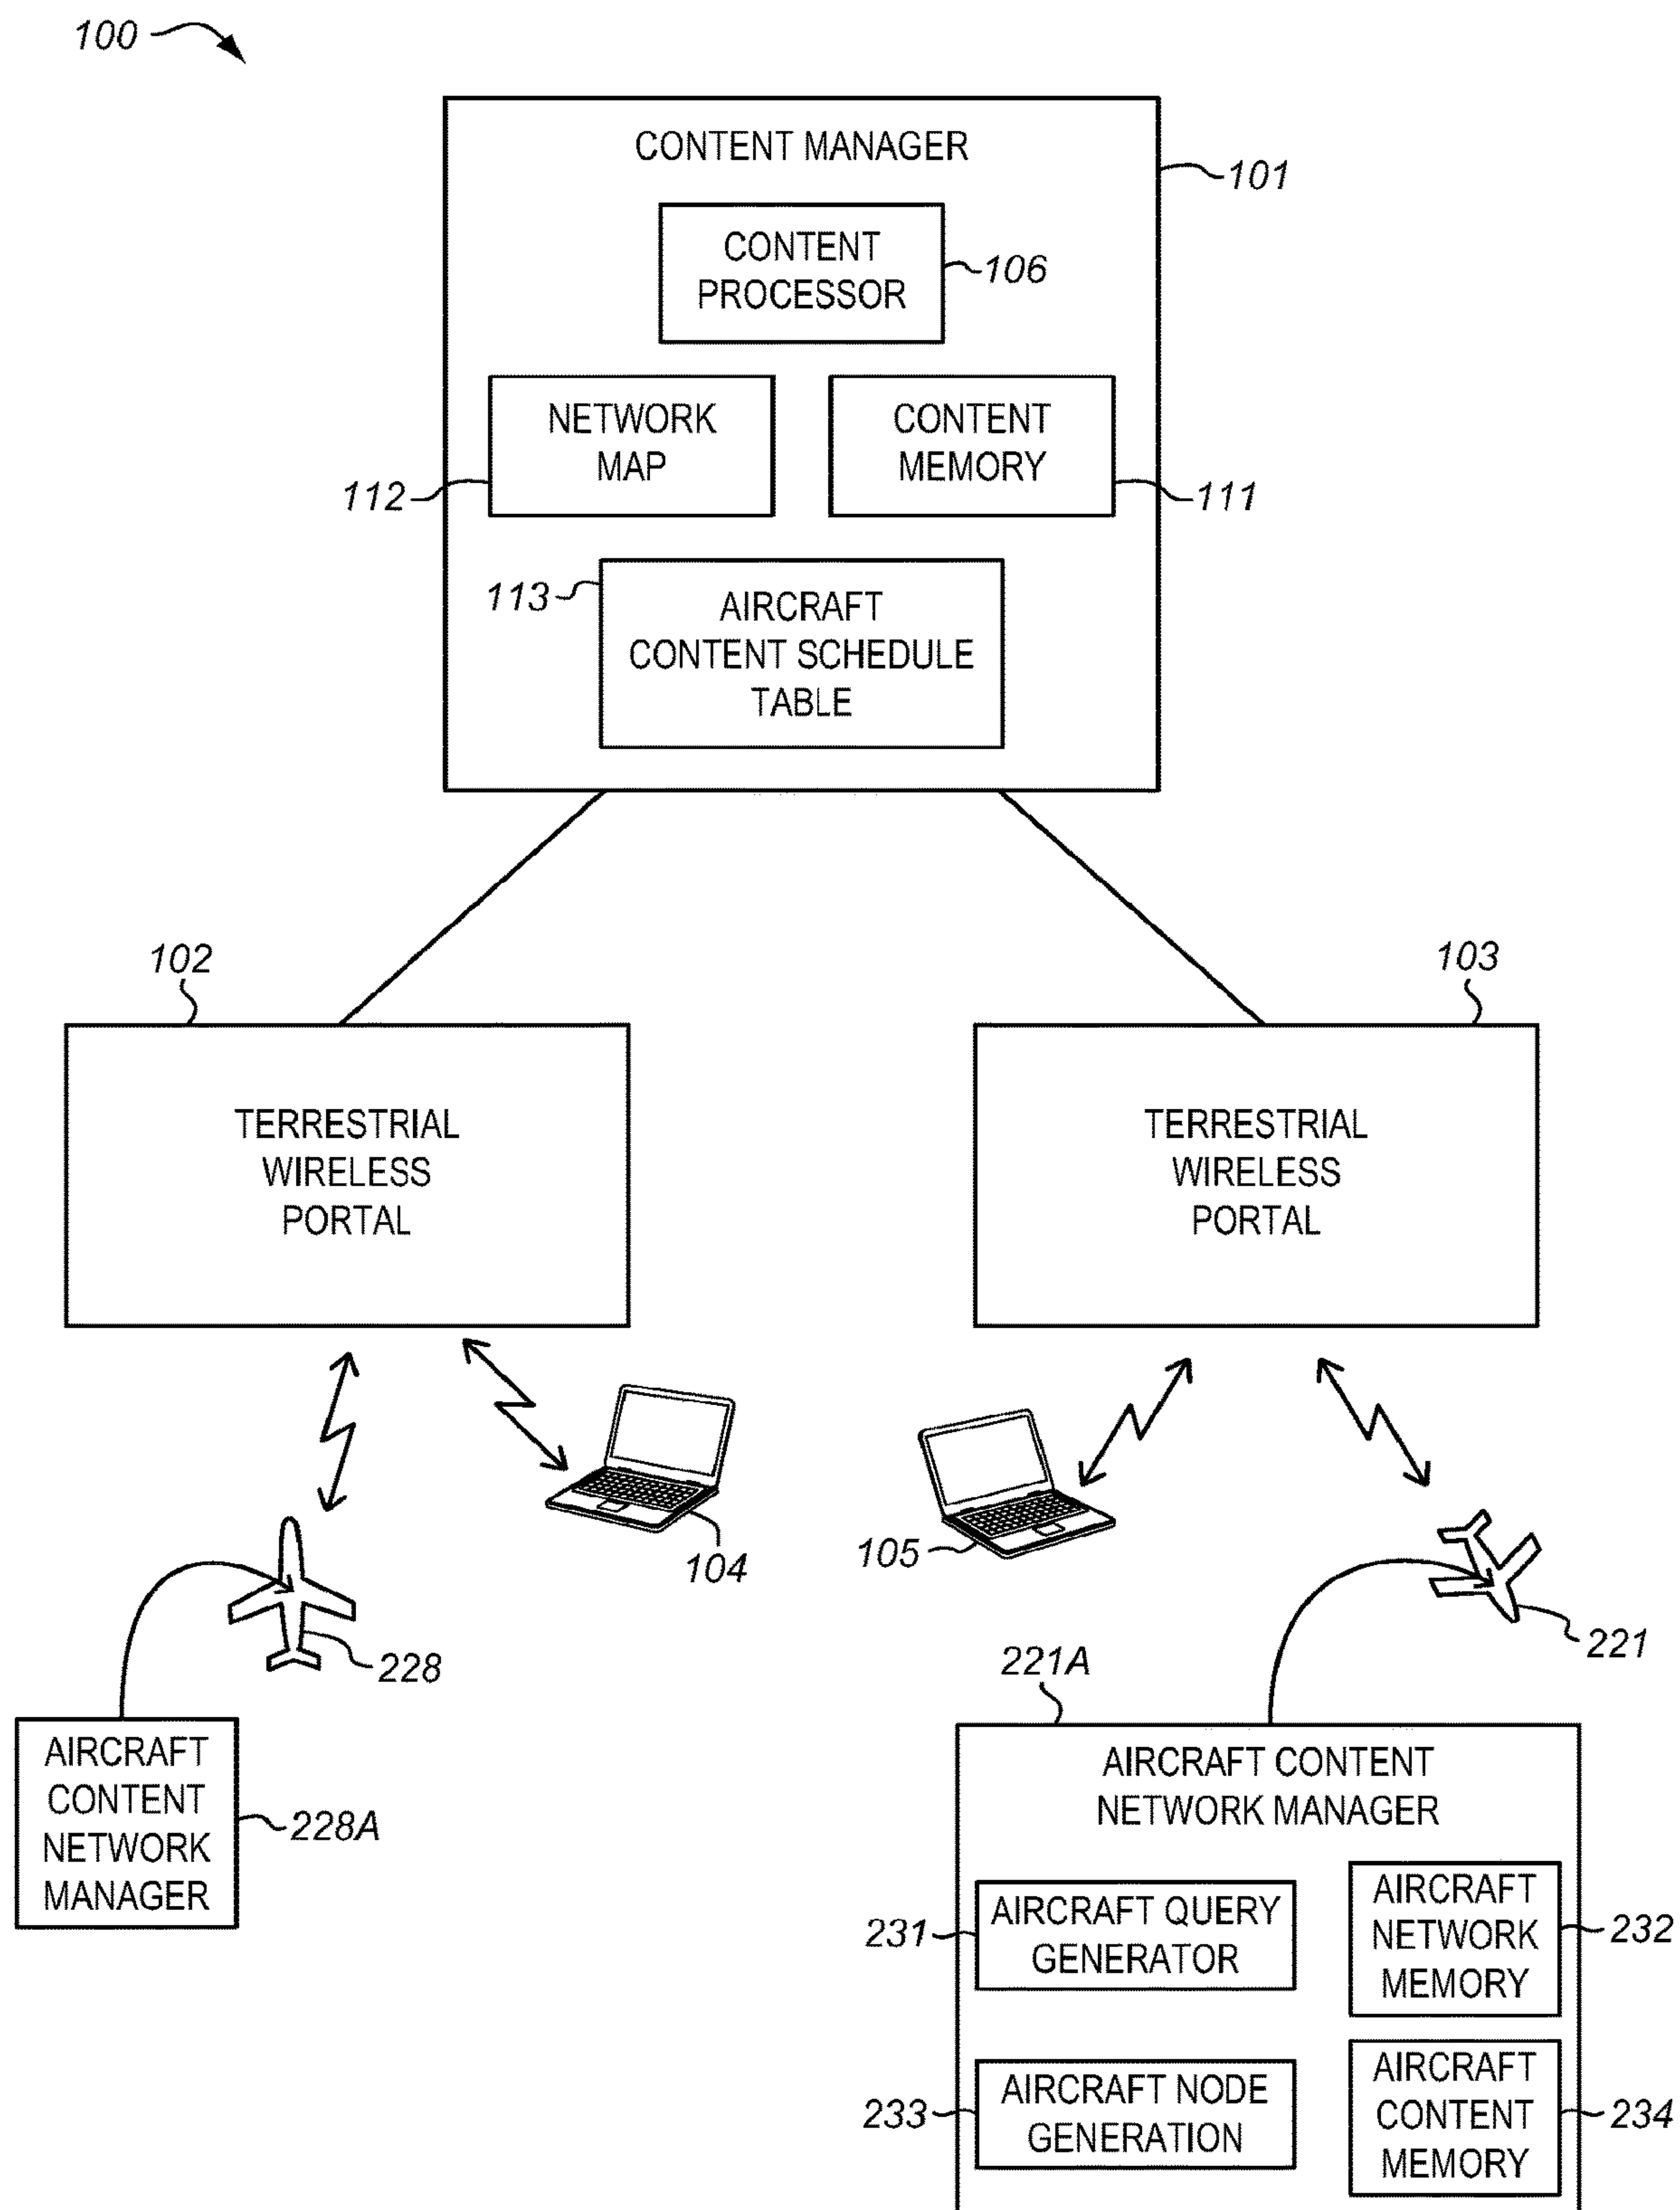 100
CONTENT MANAGER
101
CONTENT
PROCESSOR
106
NETWORK
MAP
112
CONTENT
MEMORY
111
113
AIRCRAFT
CONTENT SCHEDULE
TABLE
102
103
TERRESTRIAL
WIRELESS
PORTAL
TERRESTRIAL
WIRELESS
PORTAL
104
105
228
221
221A
AIRCRAFT
CONTENT
NETWORK
MANAGER
228A
AIRCRAFT CONTENT
NETWORK MANAGER
231
AIRCRAFT QUERY
GENERATOR
AIRCRAFT
NETWORK
MEMORY
232
233
AIRCRAFT NODE
GENERATION
AIRCRAFT
CONTENT
MEMORY
234